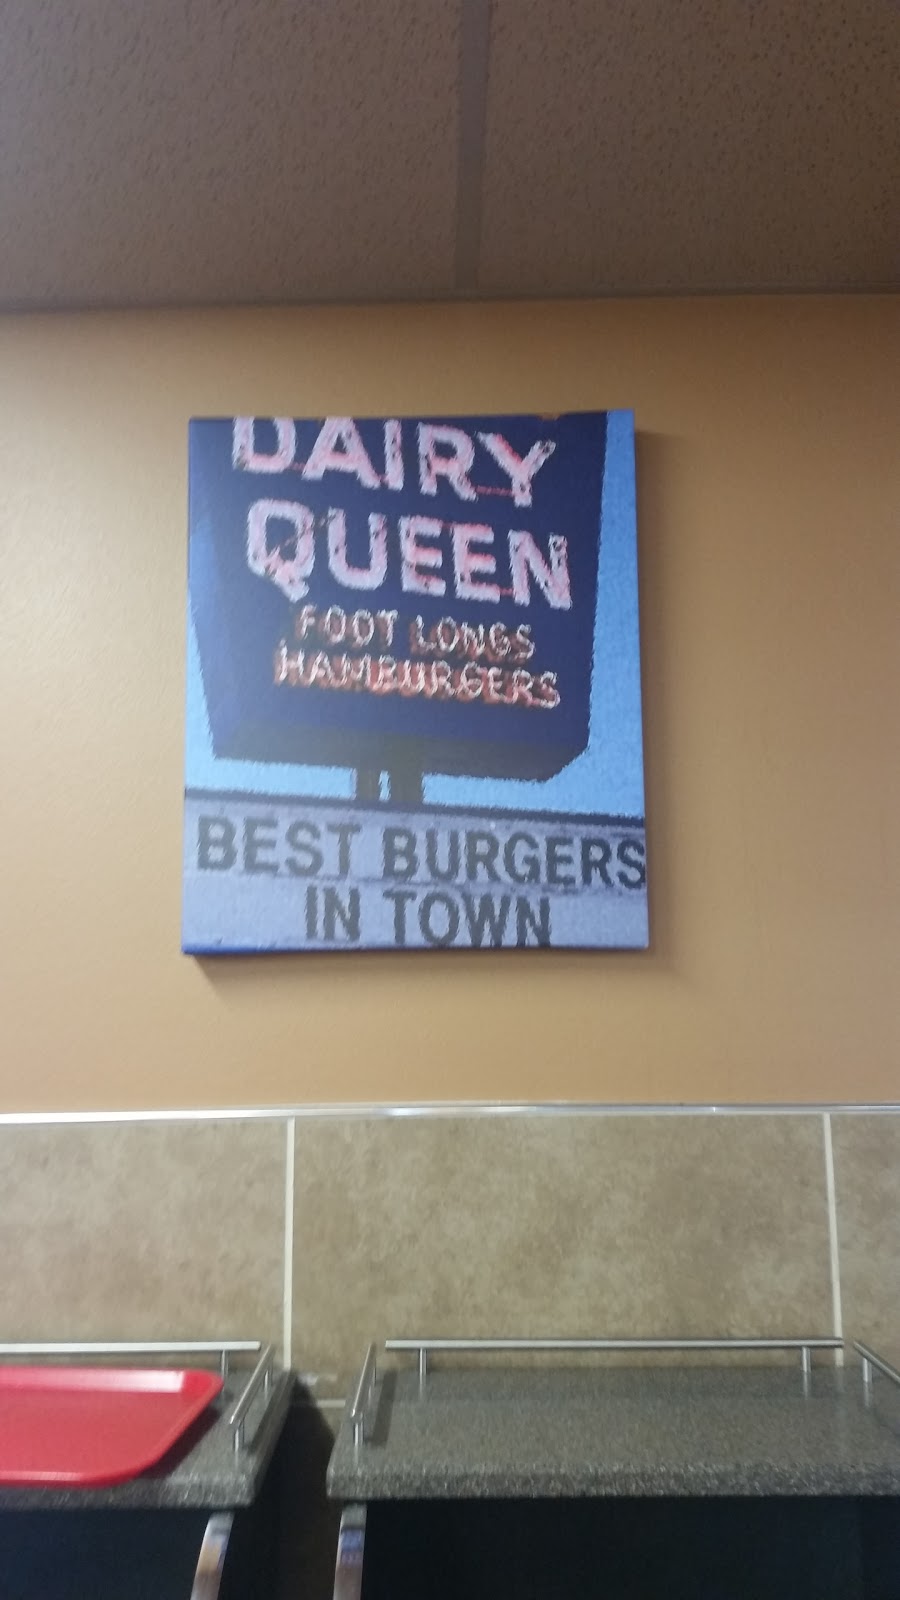 DAIRY
QUEEN
FOOT LONGS
HAMBURGERS
BEST BURGERS
IN TOWN